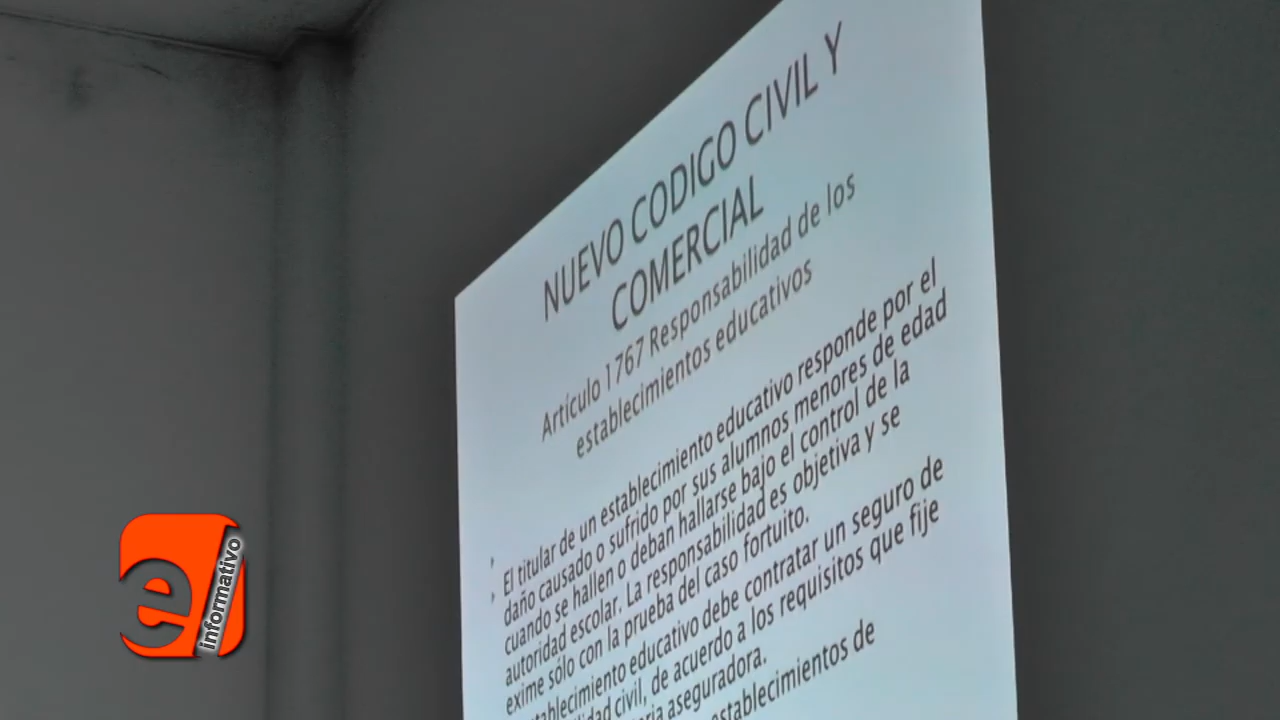 NUEVO CODIGO CIVIL Y
COMERCIAL
Artículo 1767 Responsabilidad de los
establecimientos educativos
El titular de un establecimiento educativo responde por el
daño causado o sufrido por sus alumnos menores de edad
cuando se hallen o deban hallarse bajo el control de la
autoridad escolar. La responsabilidad es objetiva y se
exime sólo con la prueba del caso fortuito.
educativo debe contratar un seguro de
civil, de acuerdo a los requisitos que fije
aseguradora.
establecimientos de
e informativo